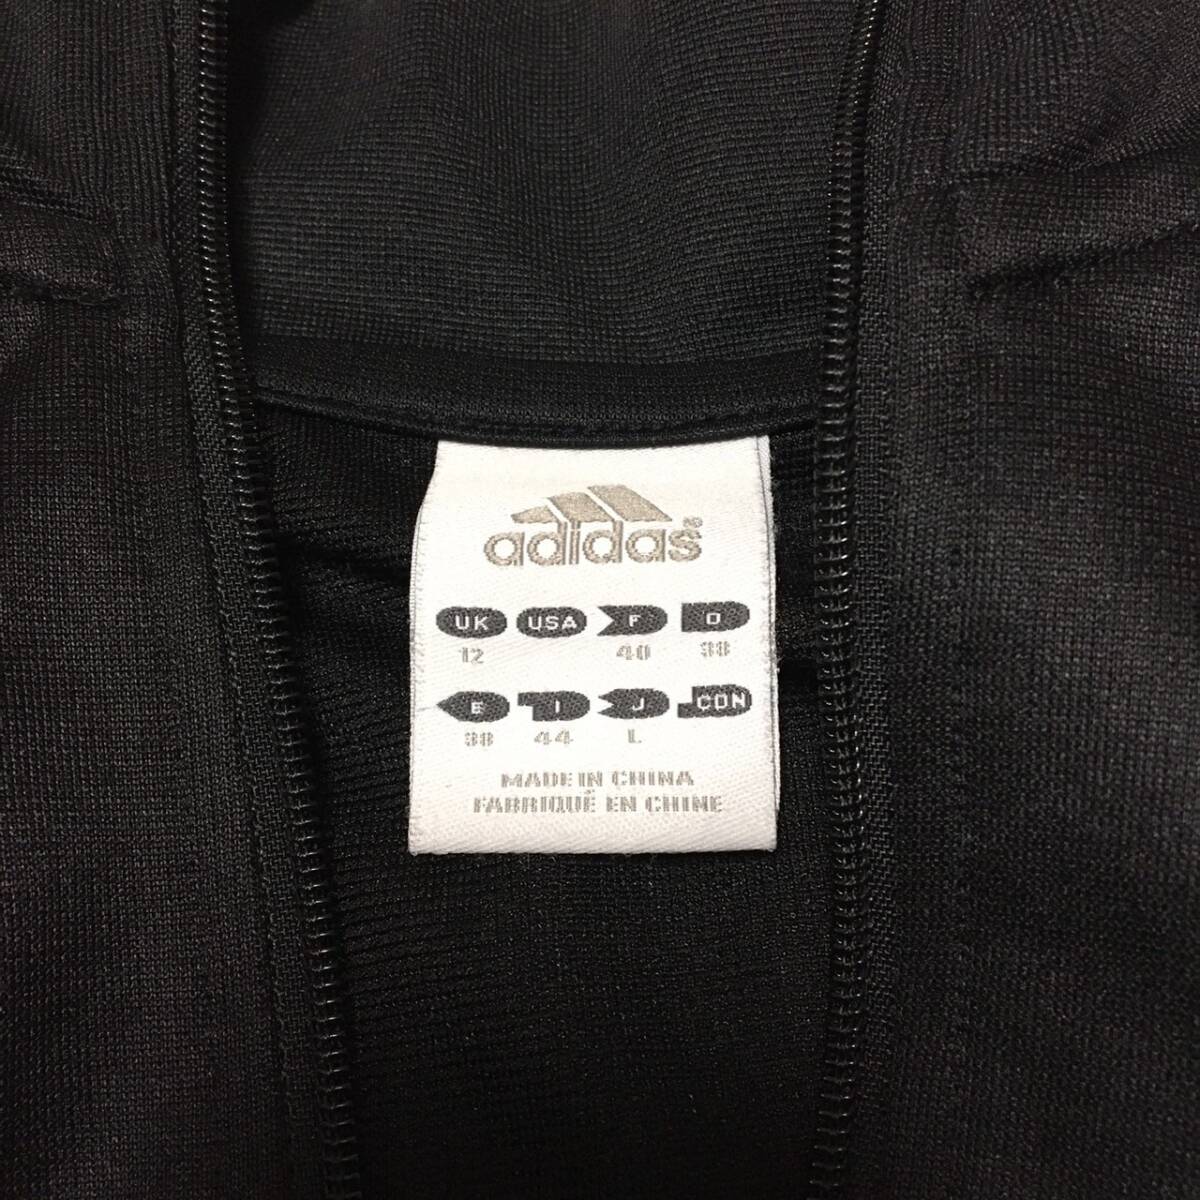 adidas®
UK USA F D
12 40 38
E I J CON
38 44 L
MADE IN CHINA
FABRIQUÉ EN CHINE